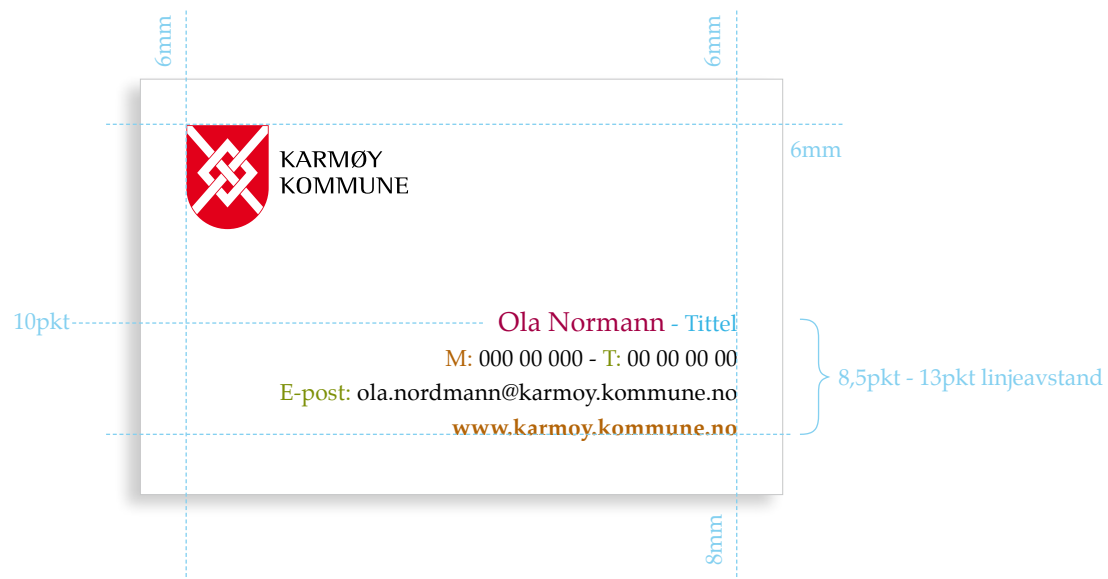 6mm
6mm
6mm
KARMØY
KOMMUNE
10pkt
Ola Normann - Tittel
M: 000 00 000 - T: 00 00 00 00
E-post: ola.nordmann@karmoy.kommune.no
www.karmoy.kommune.no
8,5pkt - 13pkt linjeavstand
8mm